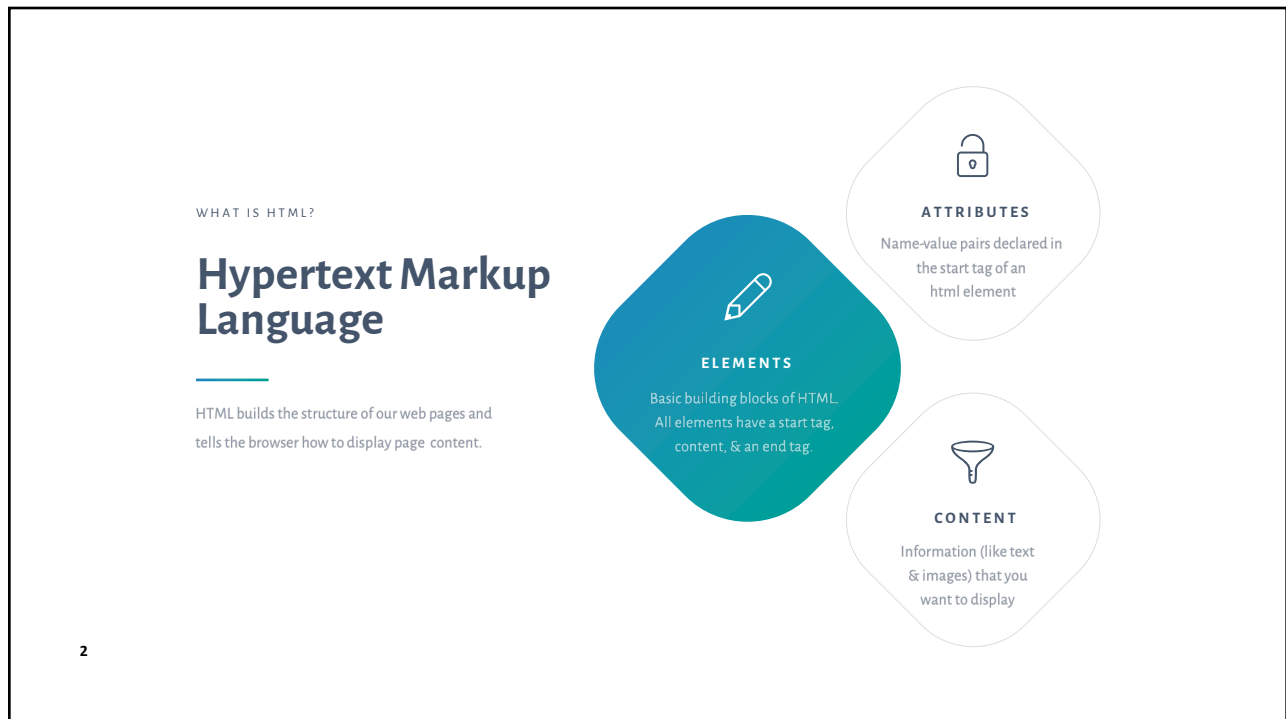 WHAT IS HTML?
Hypertext Markup
Language
HTML builds the structure of our web pages and
tells the browser how to display page content.
ELEMENTS
Basic building blocks of HTML.
All elements have a start tag,
content, & an end tag.
ATTRIBUTES
Name-value pairs declared in
the start tag of an
html element
CONTENT
Information (like text
& images) that you
want to display
2